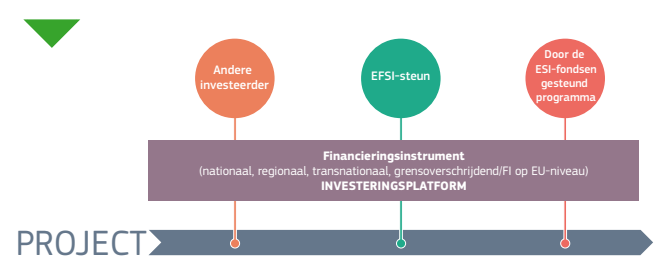 Andere
investeerder
EFSI-steun
Door de
ESI-fondsen
gesteund
programma
Financieringsinstrument
(nationaal, regionaal, transnationaal, grensoverschrijdend/FI op EU-niveau)
INVESTERINGSPLATFORM
PROJECT